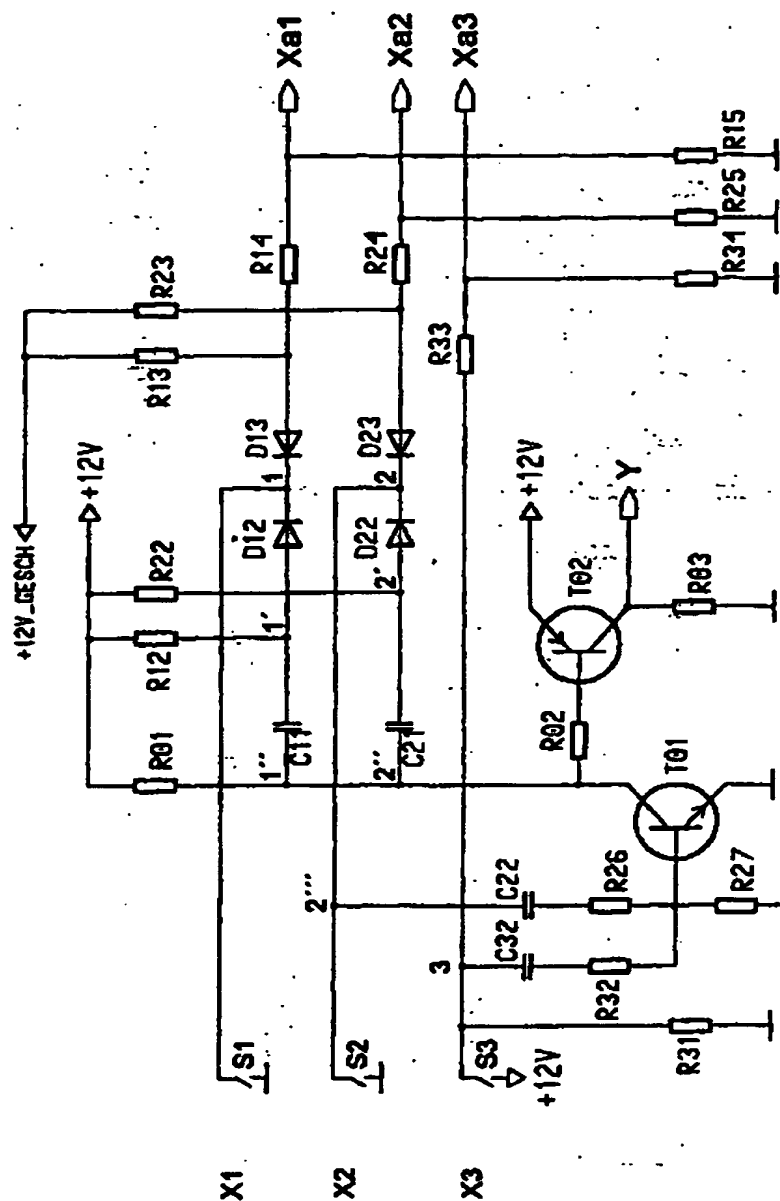 Xa1
Xa2
Xa3
R15
R25
R34
R14
R24
R33
R23
R13
+12V_GESCH
+12V
D13
D23
1
2
D12
D22
R22
R12
R01
1'
2'
C11
C21
1''
2''
2'''
3
+12V
Y
T02
R03
R02
T01
C22
R26
R27
C32
R32
R31
S1
S2
S3
+12V
X1
X2
X3